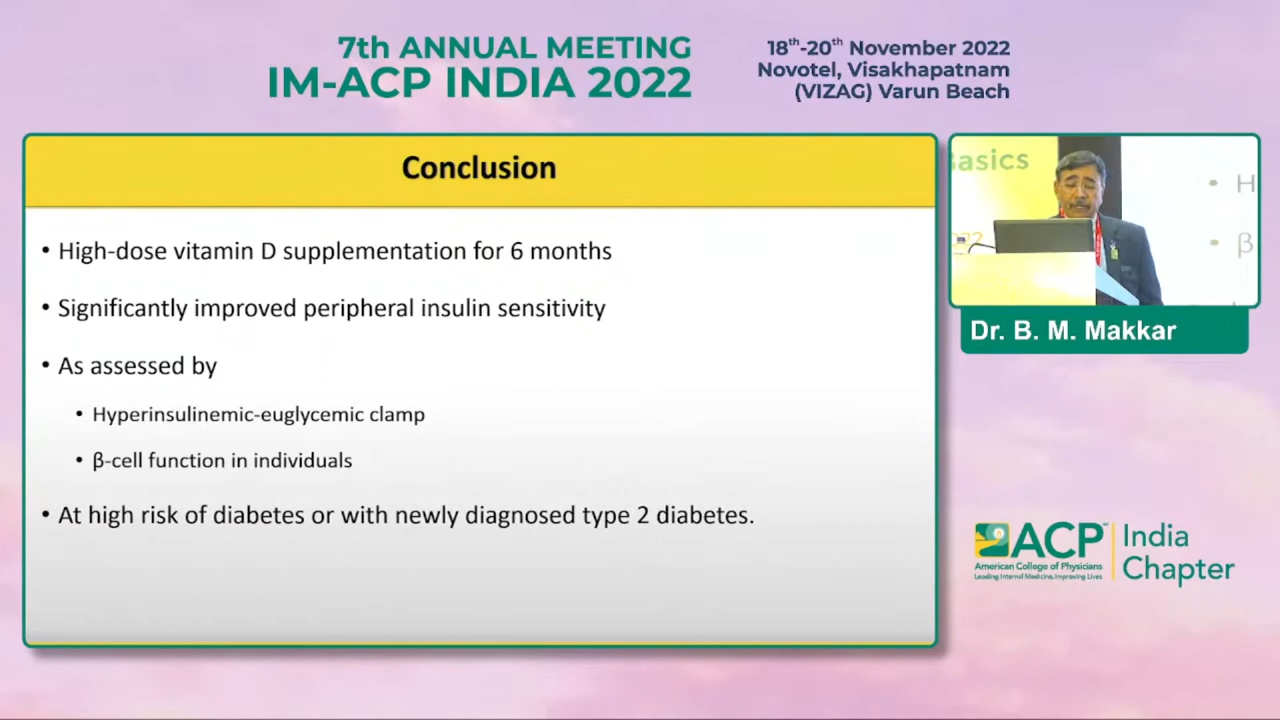 7th ANNUAL MEETING
IM-ACP INDIA 2022
18th-20th November 2022
Novotel, Visakhapatnam
(VIZAG) Varun Beach
Conclusion
• High-dose vitamin D supplementation for 6 months
• Significantly improved peripheral insulin sensitivity
• As assessed by
• Hyperinsulinemic-euglycemic clamp
• β-cell function in individuals
• At high risk of diabetes or with newly diagnosed type 2 diabetes.
asics
• H
• β
Dr. B. M. Makkar
ACP
American College of Physicians
Leading Internal Medicine, Improving Lives
India
Chapter